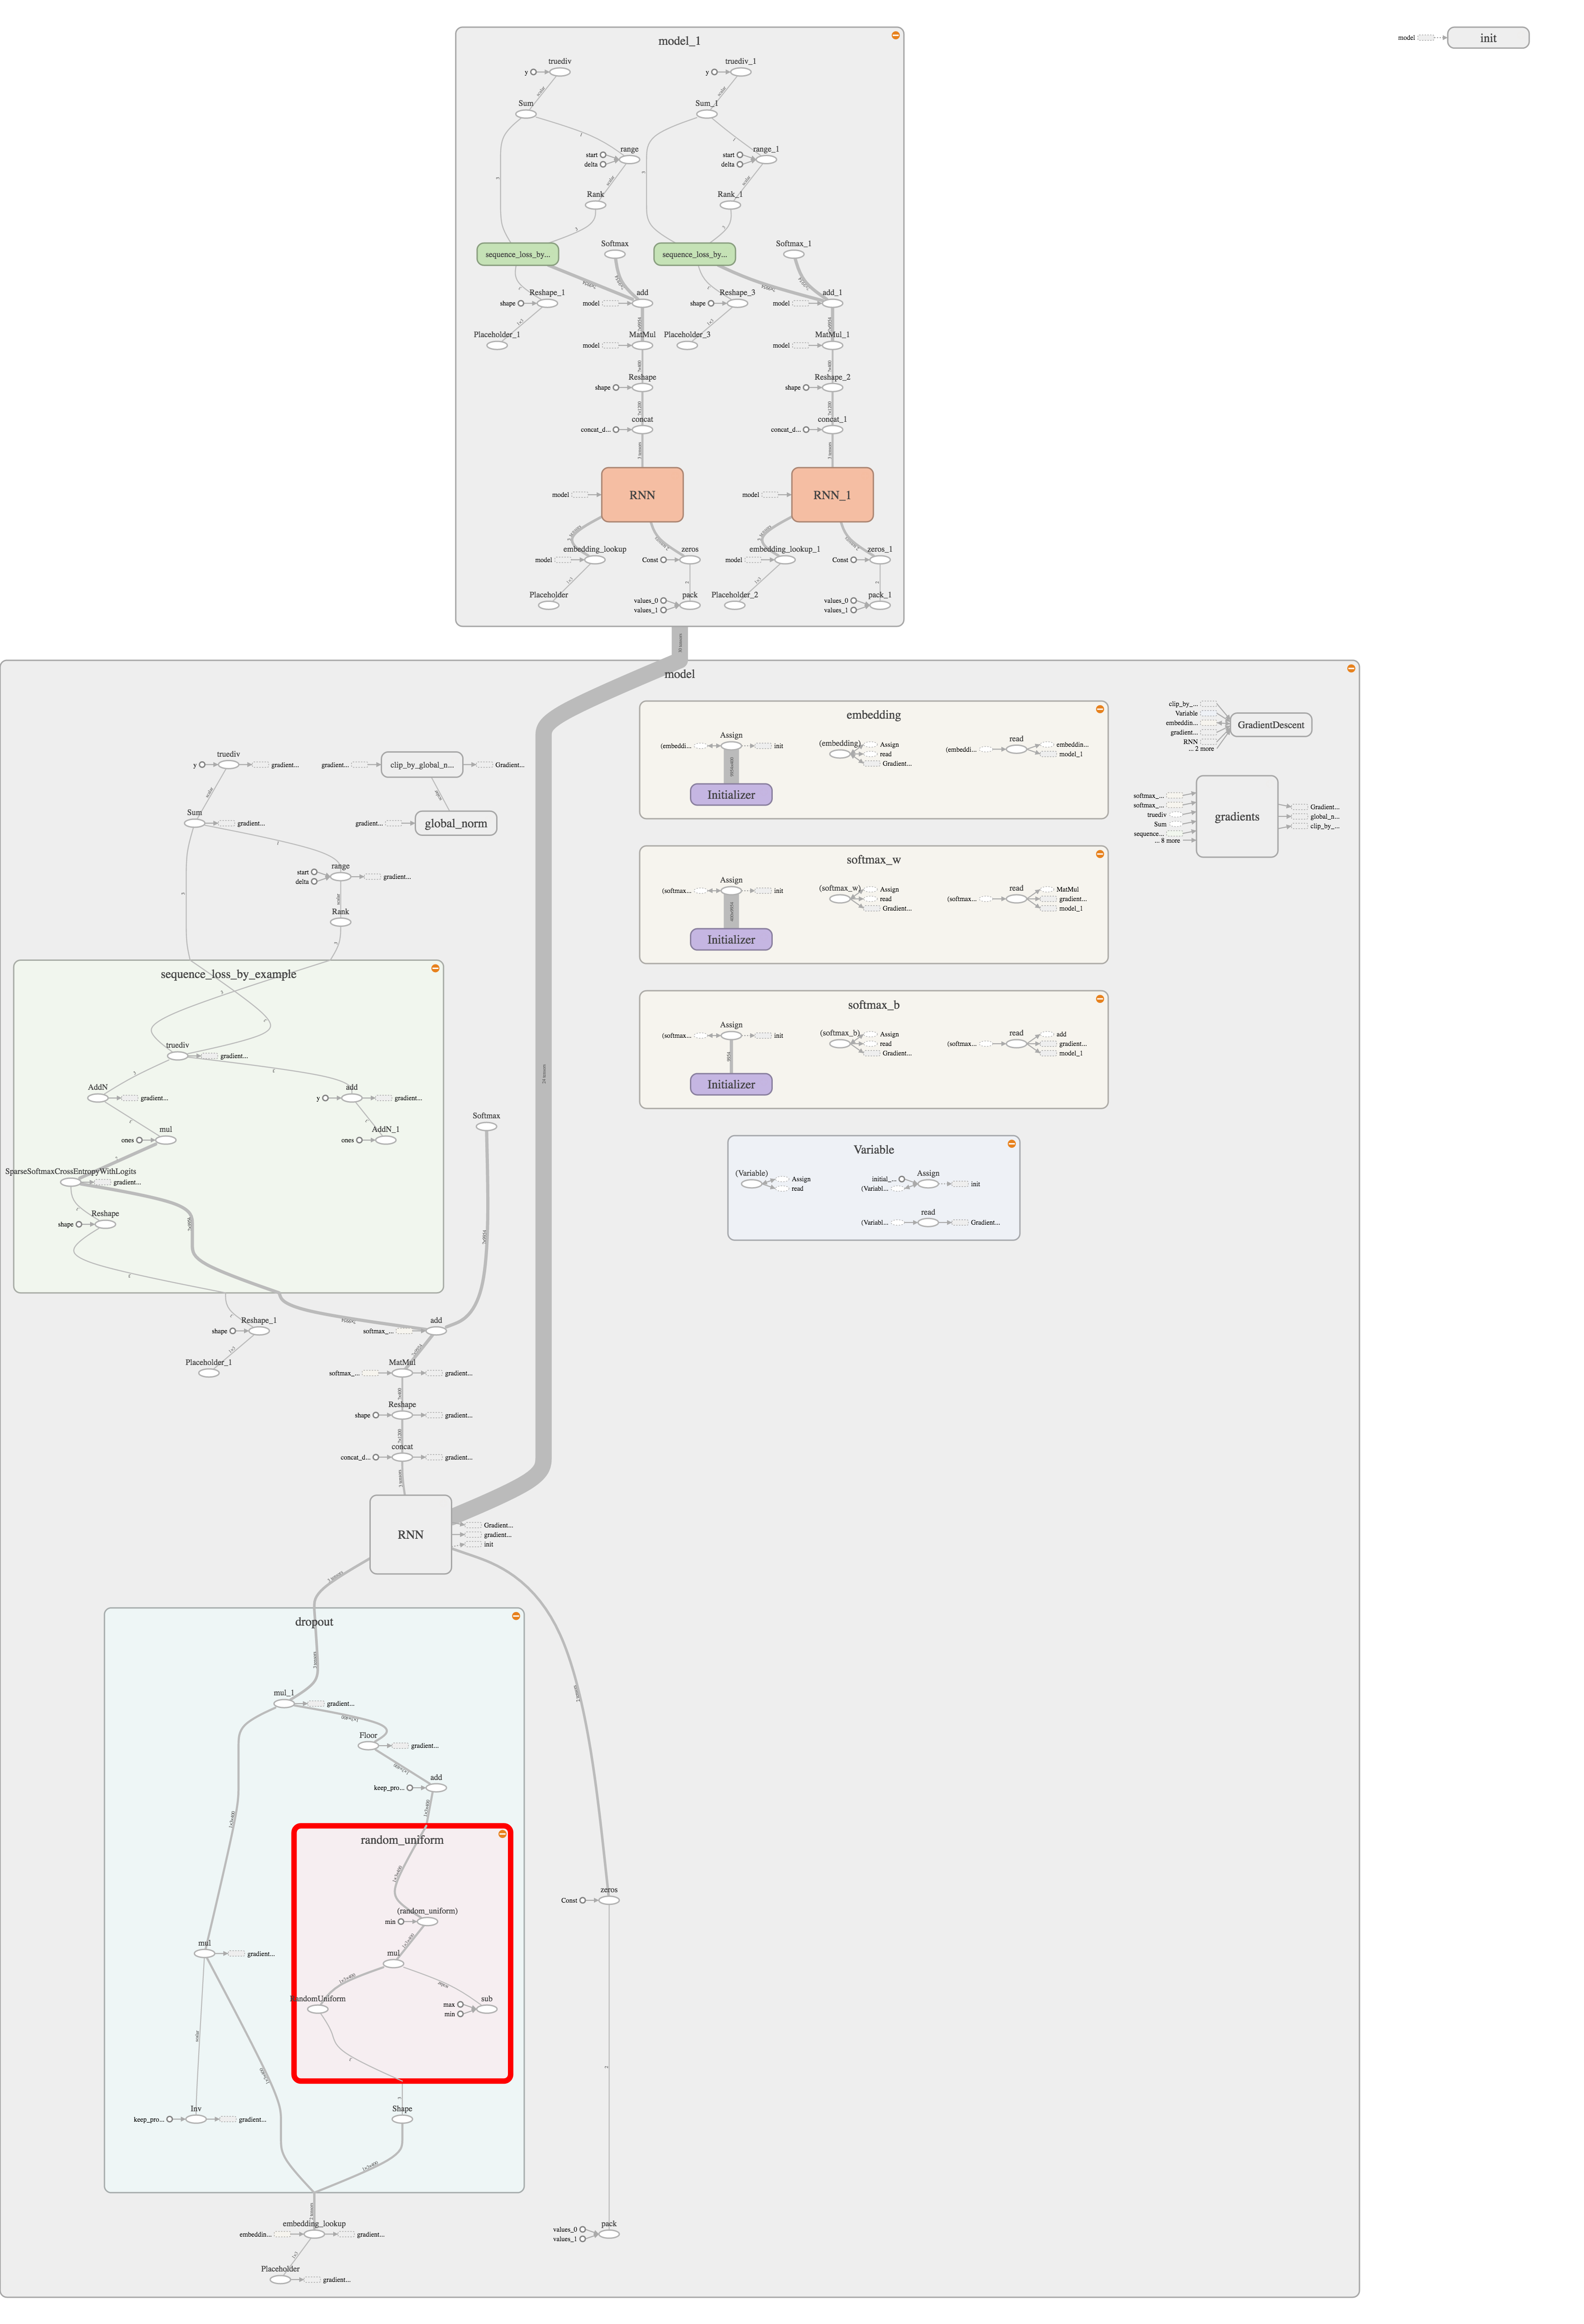 model_1
init
model
truediv
y
truediv_1
y
scalar
scalar
Sum
Sum_1
range
start
delta
range_1
start
delta
scalar
scalar
Rank
Rank_1
sequence_loss_by...
Softmax
sequence_loss_by...
Softmax_1
Reshape_1
shape
add
model
Reshape_3
shape
add_1
model
Placeholder_1
MatMul
model
Placeholder_3
MatMul_1
model
Reshape
shape
Reshape_2
shape
concat
concat_d...
concat_1
concat_d...
model
RNN
model
RNN_1
embedding_lookup
model
zeros
Const
embedding_lookup_1
model
zeros_1
Const
Placeholder
pack
values_0
values_1
Placeholder_2
pack_1
values_0
values_1
model
embedding
Assign
(embeddi...
init
Initializer
(embedding)
Assign
read
Gradient...
read
(embeddi...
embeddin...
model_1
clip_by_...
Variable
embeddin...
gradient...
RNN
... 2 more
GradientDescent
softmax_...
softmax_...
truediv
Sum
sequence...
... 8 more
gradients
Gradient...
global_n...
clip_by_...
truediv
y
gradient...
gradient...
clip_by_global_n...
Gradient...
scalar
Sum
gradient...
gradient...
global_norm
range
start
delta
gradient...
scalar
Rank
softmax_w
Assign
(softmax...
init
Initializer
(softmax_w)
Assign
read
Gradient...
read
(softmax...
MatMul
gradient...
model_1
softmax_b
Assign
(softmax...
init
Initializer
(softmax_b)
Assign
read
Gradient...
read
(softmax...
add
gradient...
model_1
Variable
(Variable)
Assign
read
Assign
initial_...
(Variabl...
init
read
(Variabl...
Gradient...
sequence_loss_by_example
truediv
gradient...
AddN
gradient...
add
y
gradient...
mul
ones
AddN_1
ones
SparseSoftmaxCrossEntropyWithLogits
gradient...
Reshape
shape
Softmax
Reshape_1
shape
add
softmax_...
Placeholder_1
MatMul
softmax_...
gradient...
Reshape
shape
gradient...
concat
concat_d...
gradient...
RNN
Gradient...
gradient...
init
dropout
mul_1
gradient...
Floor
gradient...
add
keep_pro...
random_uniform
(random_uniform)
min
mul
RandomUniform
sub
max
min
mul
gradient...
scalar
Inv
keep_pro...
gradient...
Shape
zeros
Const
embedding_lookup
embeddin...
gradient...
pack
values_0
values_1
Placeholder
gradient...